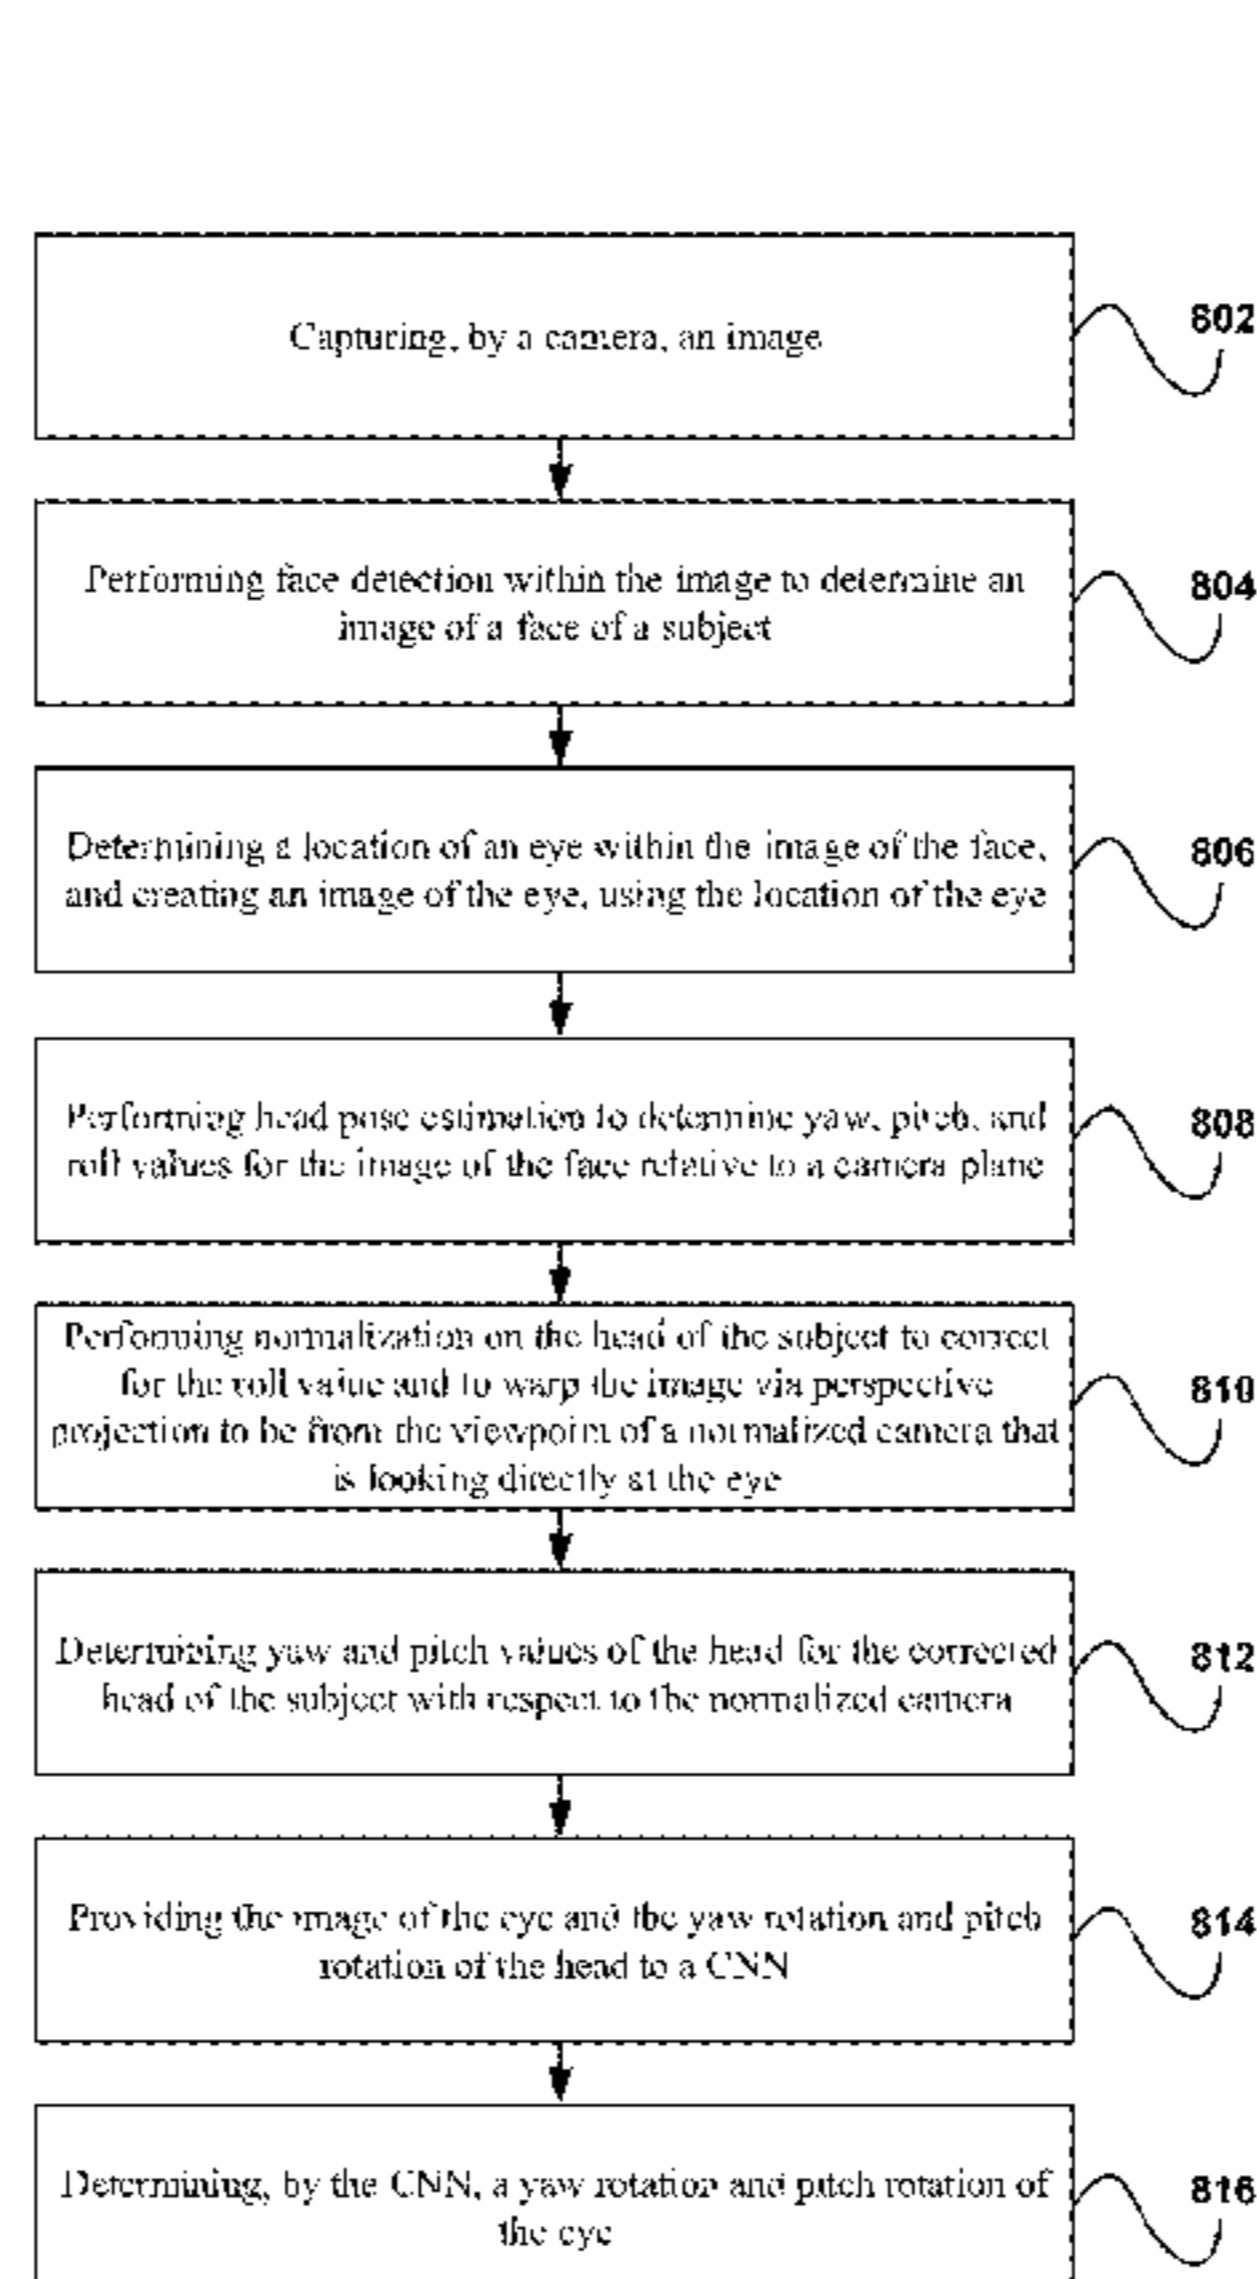 Capturing, by a camera, an image
802
Performing face detection within the image to determine an
image of a face of a subject
804
Determining a location of an eye within the image of the face,
and creating an image of the eye, using the location of the eye
806
Performing head pose estimation to determine yaw, pitch, and
roll values for the image of the face relative to a camera plane
808
Performing normalization on the head of the subject to correct
for the roll value and to warp the image via perspective
projection to be from the viewpoint of a normalized camera that
is looking directly at the eye
810
Determining yaw and pitch values of the head for the corrected
head of the subject with respect to the normalized camera
812
Providing the image of the eye and the yaw rotation and pitch
rotation of the head to a CNN
814
Determining, by the CNN, a yaw rotation and pitch rotation of
the eye
816